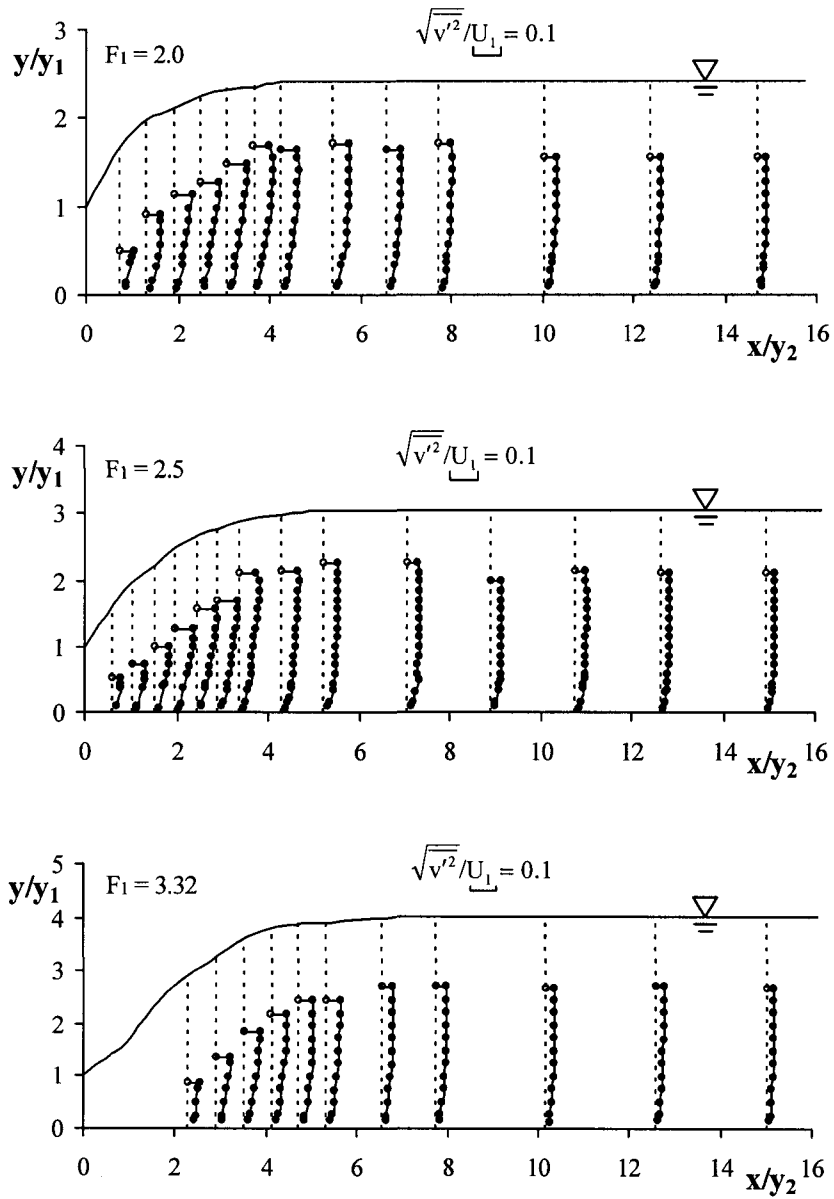 √v′²/U₁ = 0.1
F₁ = 2.0
y/y₁
3
2
1
0
0 2 4 6 8 10 12 14 16
x/y₂
√v′²/U₁ = 0.1
F₁ = 2.5
y/y₁
4
3
2
1
0
0 2 4 6 8 10 12 14 16
x/y₂
√v′²/U₁ = 0.1
F₁ = 3.32
y/y₁
5
4
3
2
1
0
0 2 4 6 8 10 12 14 16
x/y₂